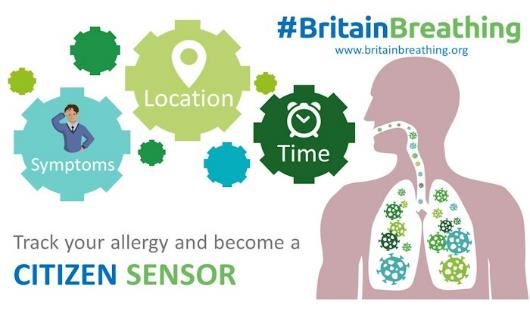 #BritainBreathing
www.britainbreathing.org
Location
Symptoms
Time
Track your allergy and become a
CITIZEN SENSOR